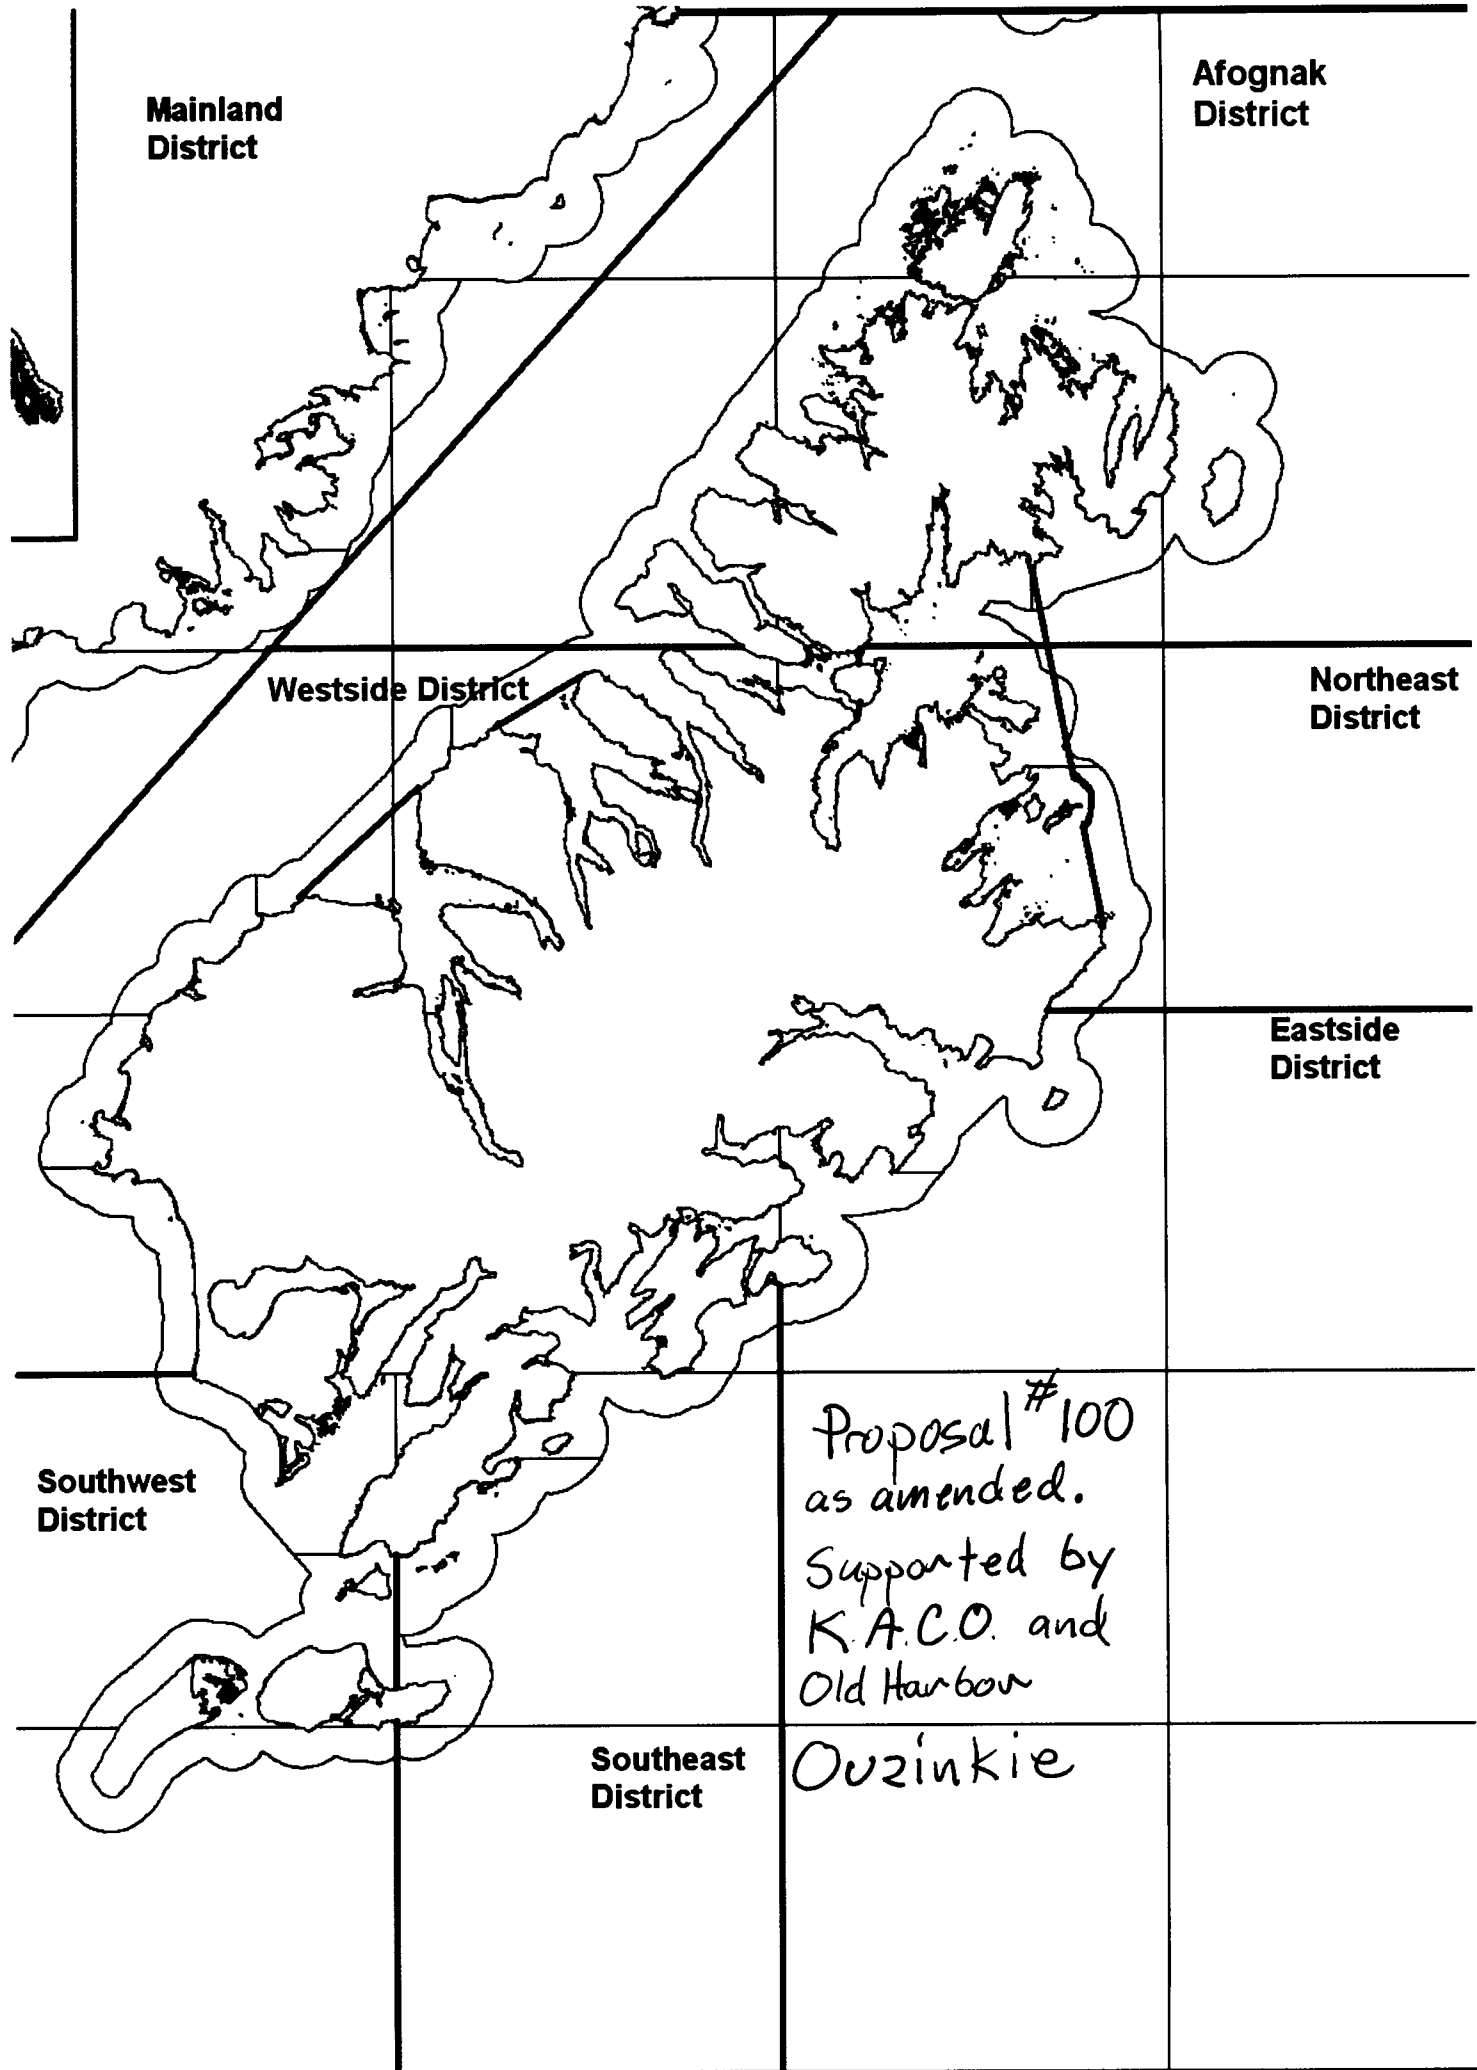 Mainland
District
Afognak
District
Westside District
Northeast
District
Eastside
District
Southwest
District
Proposal #100
as amended.
Supported by
K.A.C.O. and
Old Harbor
Southeast
District
Ouzinkie